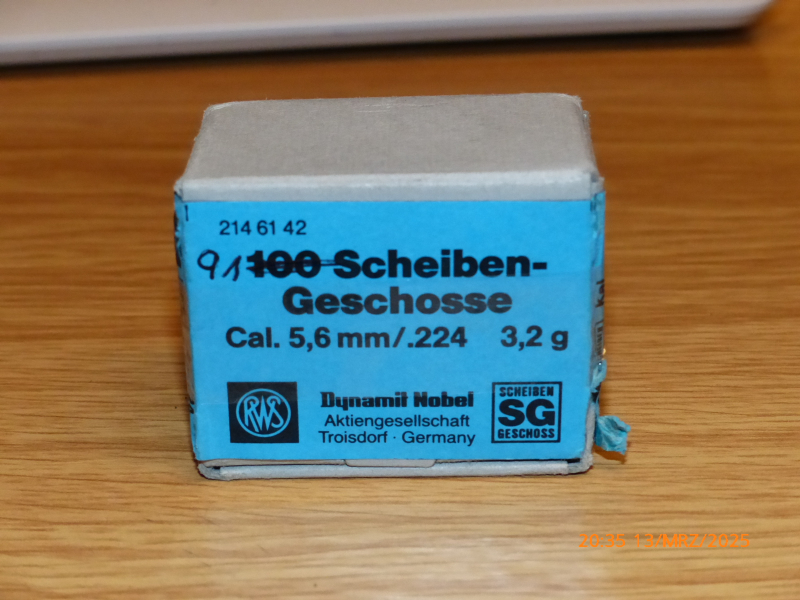 214 61 42
91 100 Scheiben-
Geschosse
Cal. 5,6 mm/.224 3,2 g
RWS
Dynamit Nobel
Aktiengesellschaft
Troisdorf · Germany
SCHEIBEN
SG
GESCHOSS
Kal.
20:35 13/MRZ/2025